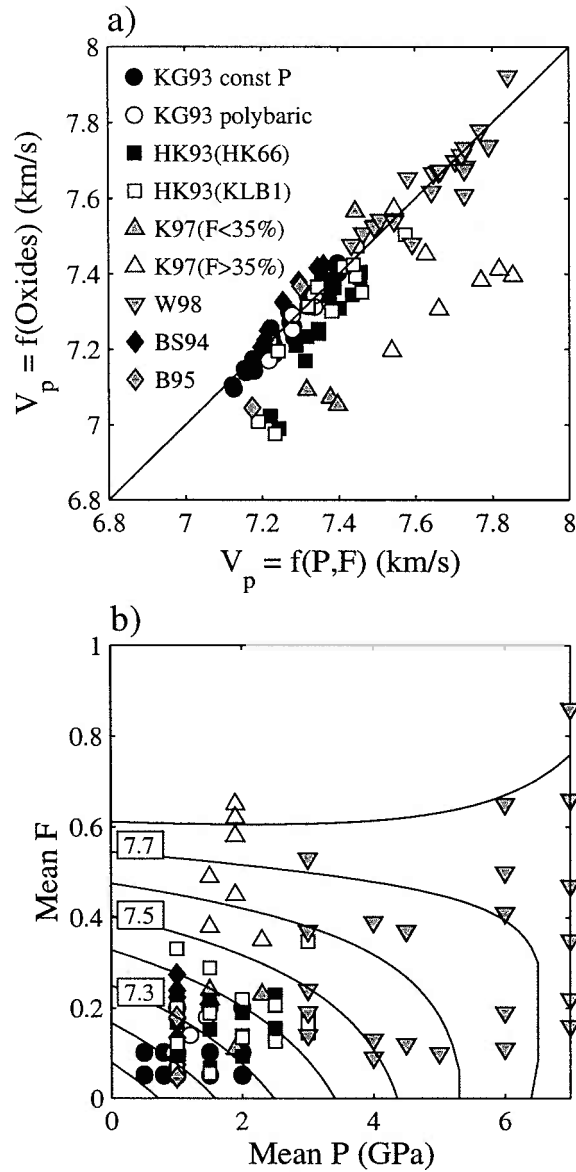 a)
8
7.8
7.6
7.4
7.2
7
6.8
V_p = f(Oxides) (km/s)
KG93 const P
KG93 polybaric
HK93(HK66)
HK93(KLB1)
K97(F<35%)
K97(F>35%)
W98
BS94
B95
6.8 7 7.2 7.4 7.6 7.8 8
V_p = f(P,F) (km/s)
b)
1
0.8
0.6
0.4
0.2
0
Mean F
7.7
7.5
7.3
0 2 4 6
Mean P (GPa)